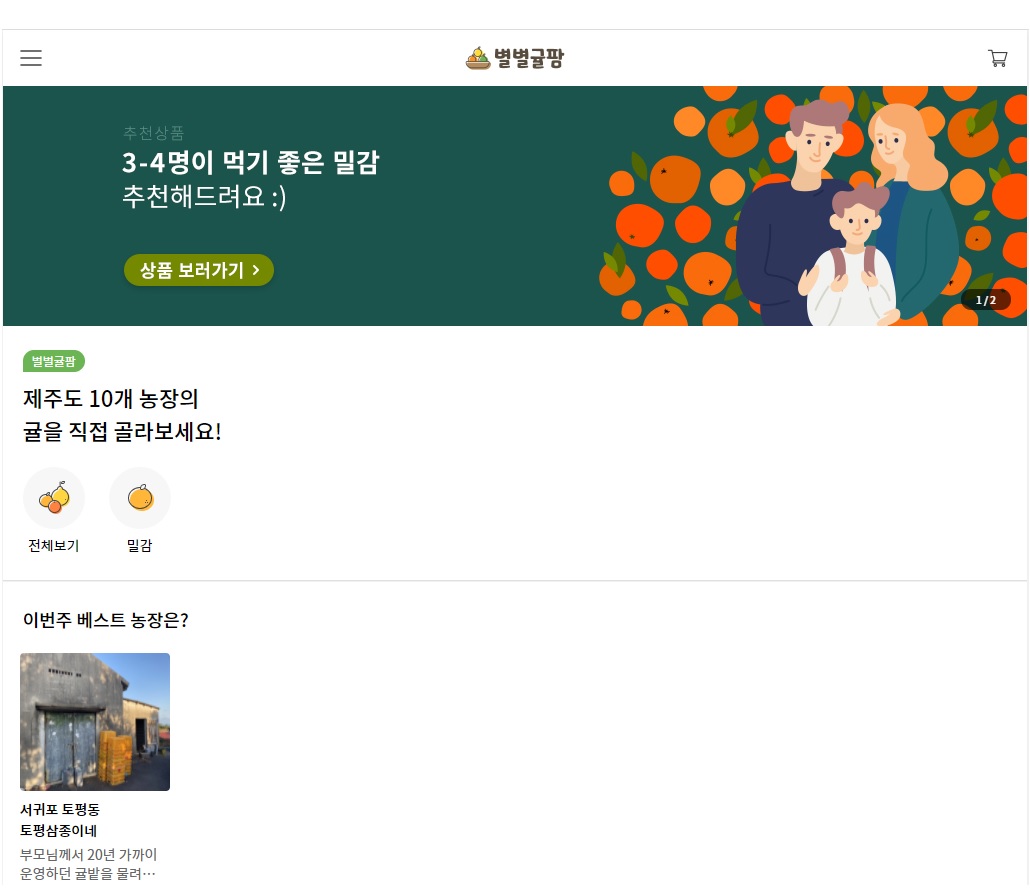 별별귤팜
추천상품
3-4명이 먹기 좋은 밀감
추천해드려요 :)
상품 보러가기 >
1/2
별별귤팜
제주도 10개 농장의
귤을 직접 골라보세요!
전체보기
밀감
이번주 베스트 농장은?
서귀포 토평동
토평삼종이네
부모님께서 20년 가까이
운영하던 귤밭을 물려…